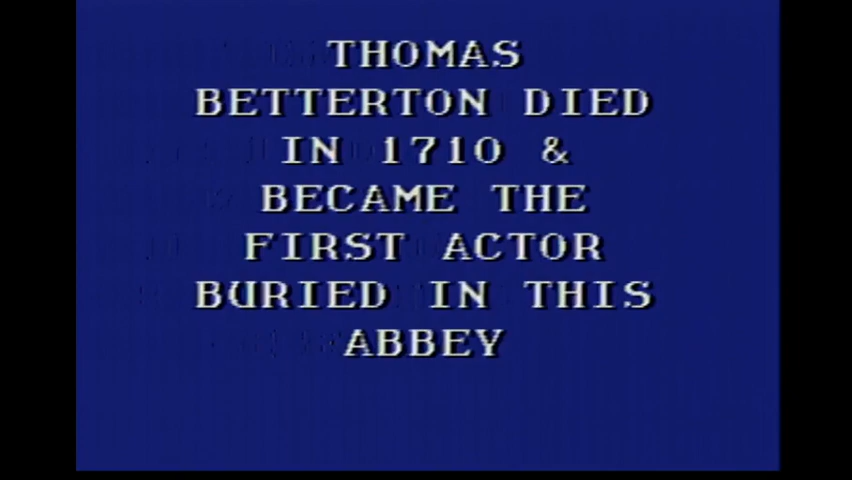 THOMAS
BETTERTON DIED
IN 1710 &
BECAME THE
FIRST ACTOR
BURIED IN THIS
ABBEY